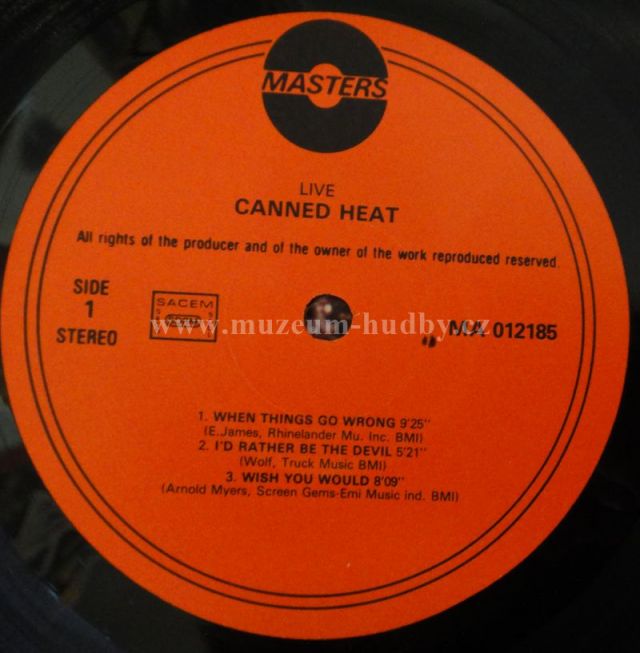 MASTERS
LIVE
CANNED HEAT
All rights of the producer and of the owner of the work reproduced reserved.
SIDE
1
STEREO
SACEM
www.muzeum-hudby.cz
MA 012185
1. WHEN THINGS GO WRONG 9'25"
(E.James, Rhinelander Mu. Inc. BMI)
2. I'D RATHER BE THE DEVIL 5'21"
(Wolf, Truck Music BMI)
3. WISH YOU WOULD 8'09"
(Arnold Myers, Screen Gems-Emi Music ind. BMI)